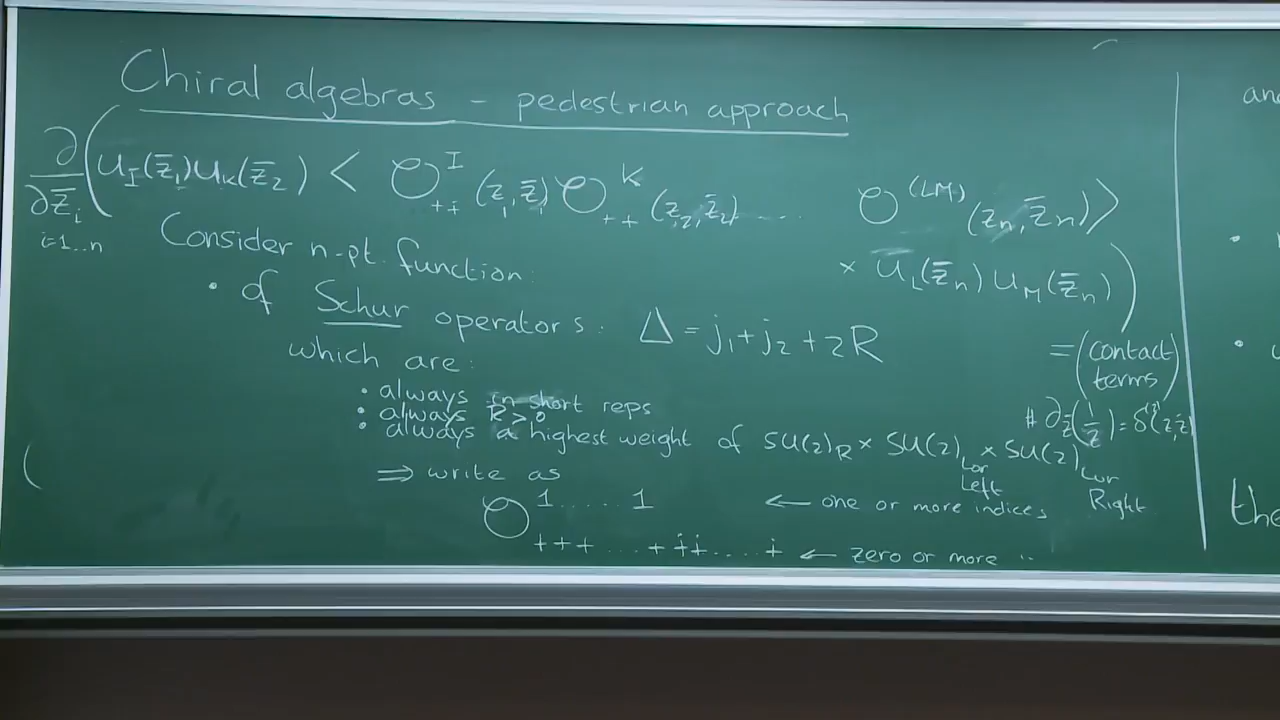 Chiral algebras - pedestrian approach
∂/∂z̄_i ( u_I(z̄_1) u_K(z̄_2) < O^I_{++̇}(z_1, z̄_1) O^K_{++}(z_2, z̄_2) ..... O^{(LM)}(z_n, z̄_n) >
i=1...n
× u_L(z̄_n) u_M(z̄_n) )
Consider n-pt. function
• of Schur operators. Δ = j_1 + j_2 + 2R
= (contact terms)
which are:
• always in short reps
• always R > 0
# ∂_z̄(1/z) = δ^{(2)}(z,z̄)
• always a highest weight of SU(2)_R × SU(2)_{Lor Left} × SU(2)_{Lor Right}
⇒ write as
O^{1.....1}_{+++...++̇+̇....+̇}
← one or more indices
← zero or more ..
(
an
•
•
the